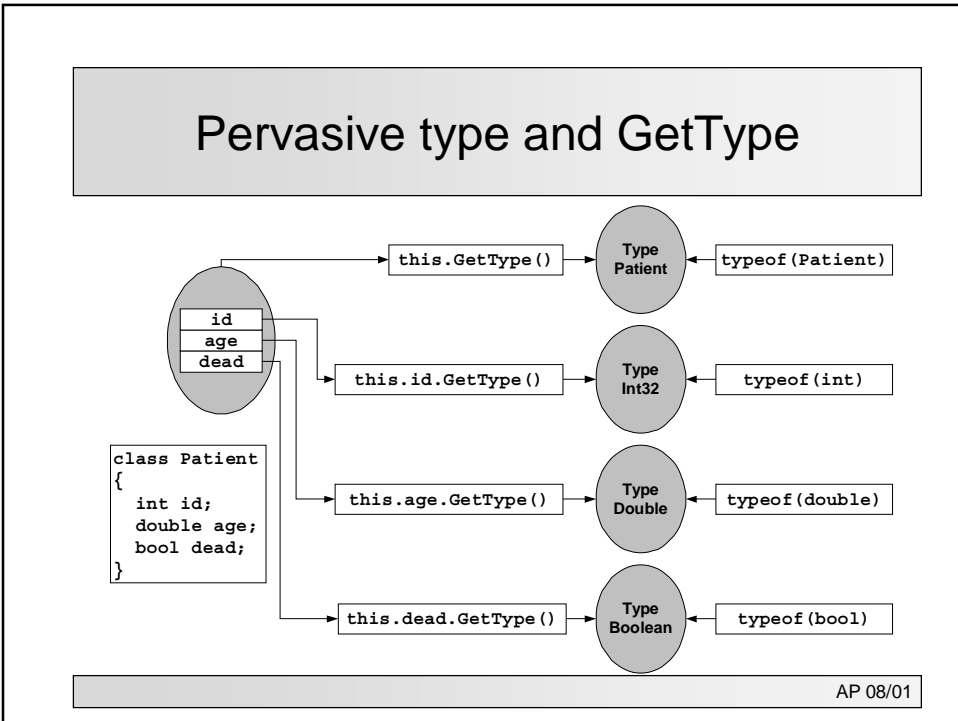 Pervasive type and GetType
this.GetType()
Type
Patient
typeof(Patient)
id
age
dead
this.id.GetType()
Type
Int32
typeof(int)
class Patient
{
int id;
double age;
bool dead;
}
this.age.GetType()
Type
Double
typeof(double)
this.dead.GetType()
Type
Boolean
typeof(bool)
AP 08/01